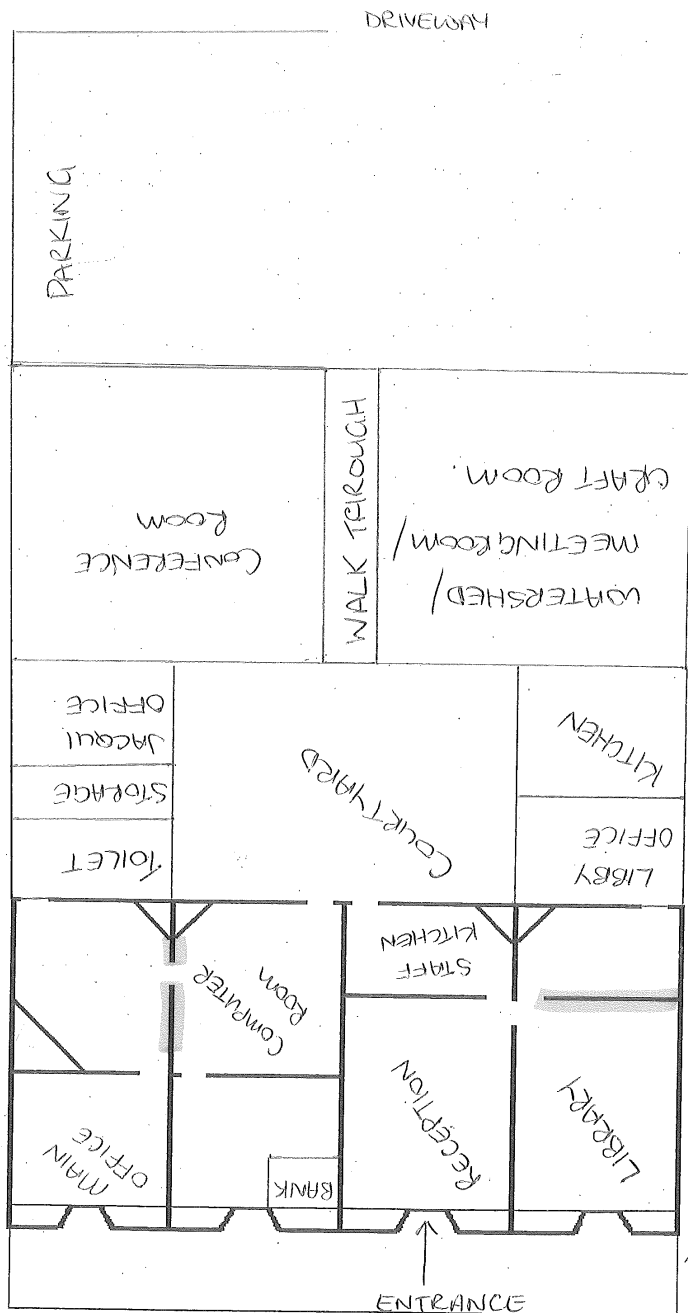 DRIVEWAY
PARKING
WALK THROUGH
CONFERENCE
ROOM
WATERSHED/
MEETING ROOM/
CRAFT ROOM.
JACQUI
OFFICE
STORAGE
TOILET
COURTYARD
KITCHEN
LIBBY
OFFICE
COMPUTER
ROOM
STAFF
KITCHEN
MAIN
OFFICE
BANK
RECEPTION
LIBRARY
ENTRANCE